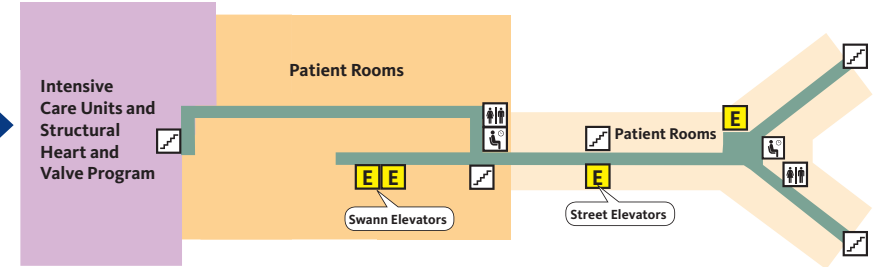 Intensive
Care Units and
Structural
Heart and
Valve Program
Patient Rooms
E E
Swann Elevators
Patient Rooms
E
Street Elevators
E